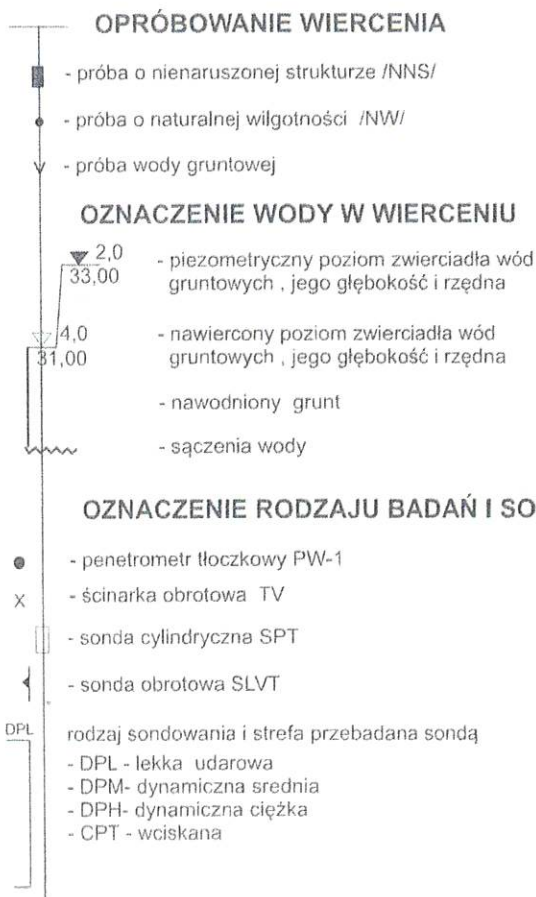 OPRÓBOWANIE WIERCENIA
- próba o nienaruszonej strukturze /NNS/
- próba o naturalnej wilgotności /NW/
- próba wody gruntowej
OZNACZENIE WODY W WIERCENIU
2,0
33,00
- piezometryczny poziom zwierciadła wód
gruntowych , jego głębokość i rzędna
4,0
31,00
- nawiercony poziom zwierciadła wód
gruntowych , jego głębokość i rzędna
- nawodniony grunt
- sączenia wody
OZNACZENIE RODZAJU BADAŃ I SO
- penetrometr tłoczkowy PW-1
X - ścinarka obrotowa TV
- sonda cylindryczna SPT
- sonda obrotowa SLVT
DPL rodzaj sondowania i strefa przebadana sondą
- DPL - lekka udarowa
- DPM- dynamiczna srednia
- DPH- dynamiczna ciężka
- CPT - wciskana